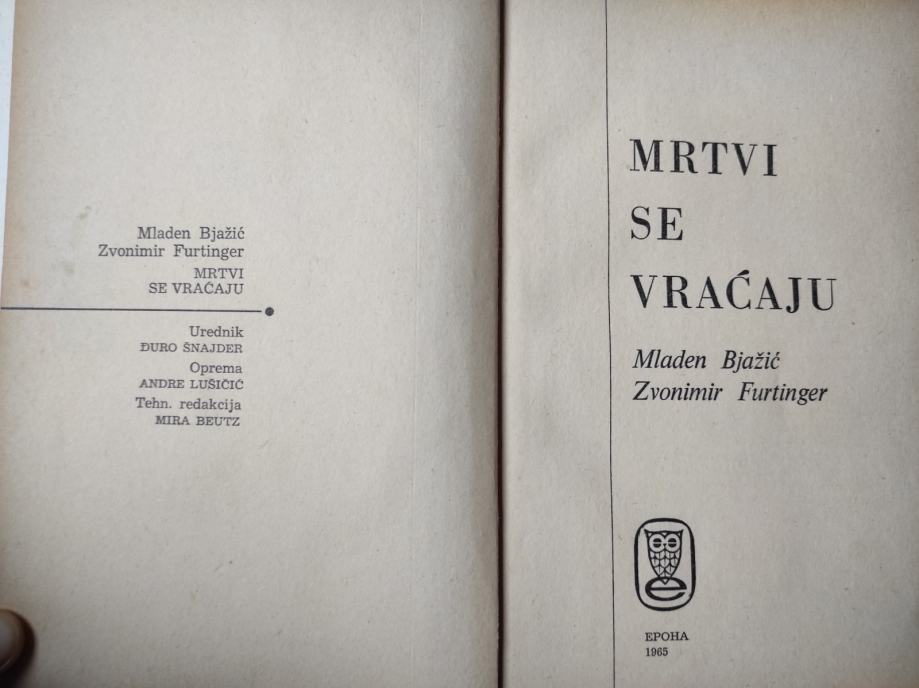 Mladen Bjažić
Zvonimir Furtinger
MRTVI
SE VRAĆAJU
Urednik
ĐURO ŠNAJDER
Oprema
ANDRE LUŠIČIĆ
Tehn. redakcija
MIRA BEUTZ
MRTVI
SE
VRAĆAJU
Mladen Bjažić
Zvonimir Furtinger
e
EPOHA
1965